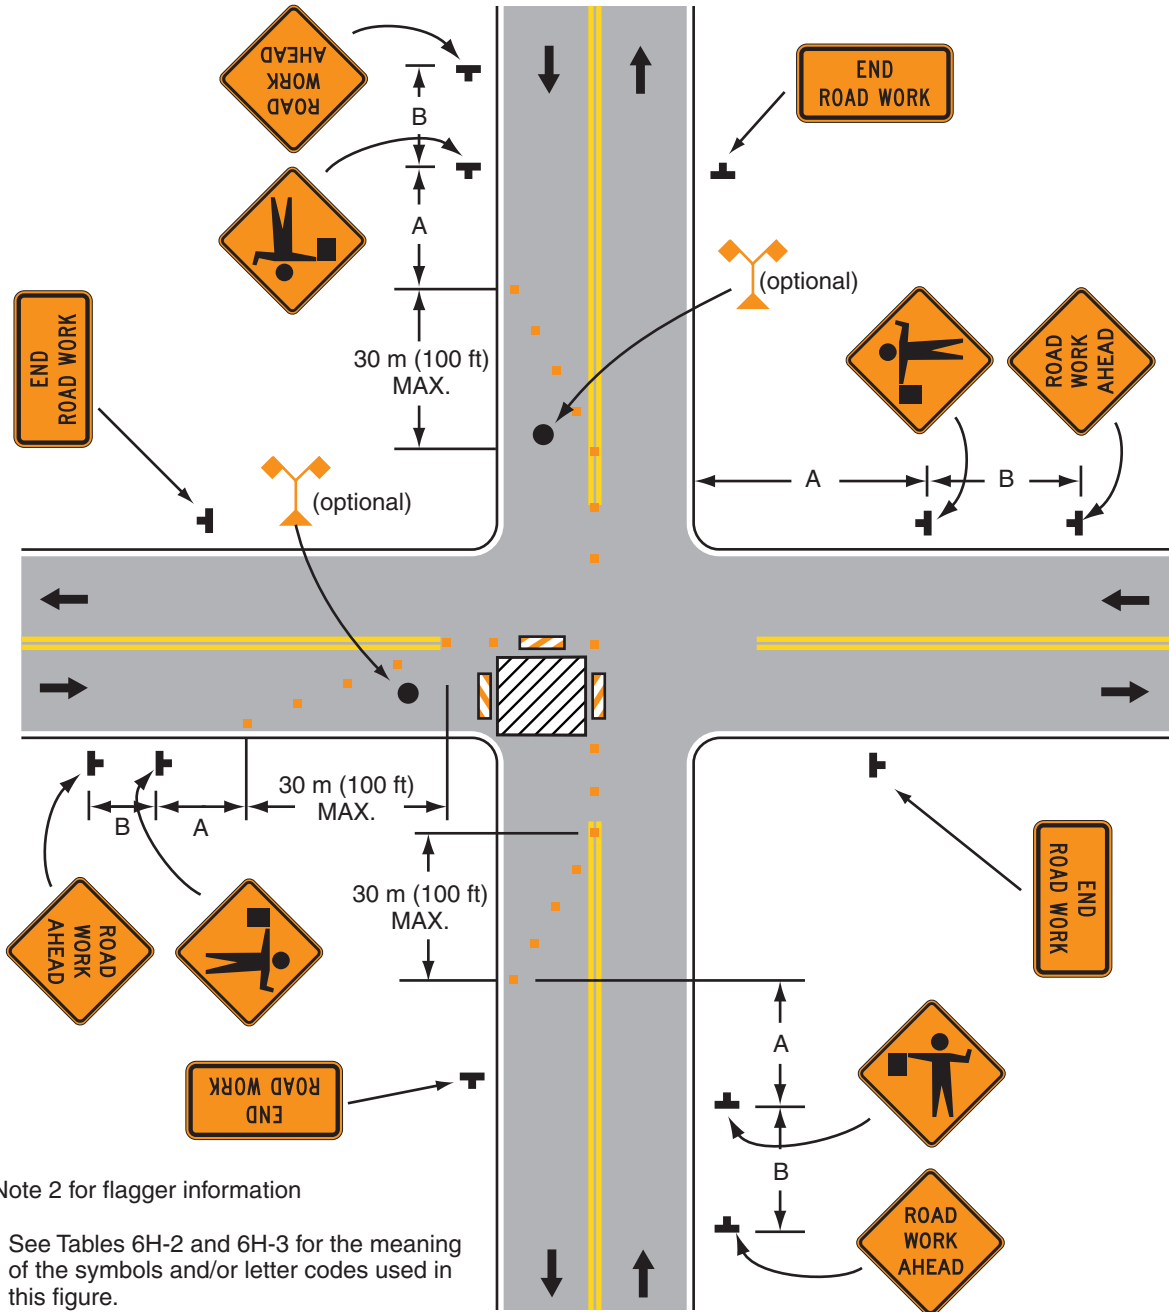 ROAD
WORK
AHEAD
B
END
ROAD WORK
A
(optional)
END
ROAD WORK
30 m (100 ft)
MAX.
ROAD
WORK
AHEAD
(optional)
A
B
30 m (100 ft)
MAX.
B
A
30 m (100 ft)
MAX.
END
ROAD WORK
ROAD
WORK
AHEAD
A
END
ROAD WORK
B
Note 2 for flagger information
ROAD
WORK
AHEAD
See Tables 6H-2 and 6H-3 for the meaning
of the symbols and/or letter codes used in
this figure.